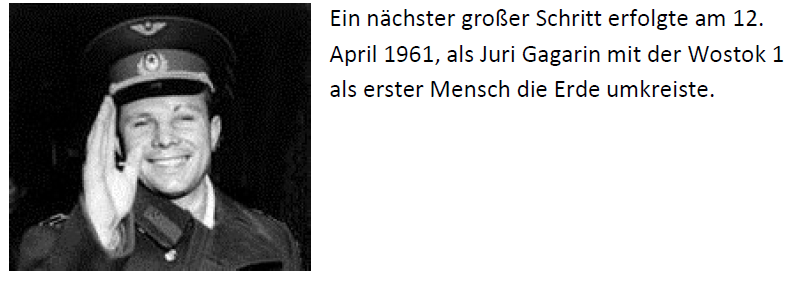 Ein nächster großer Schritt erfolgte am 12.
April 1961, als Juri Gagarin mit der Wostok 1
als erster Mensch die Erde umkreiste.